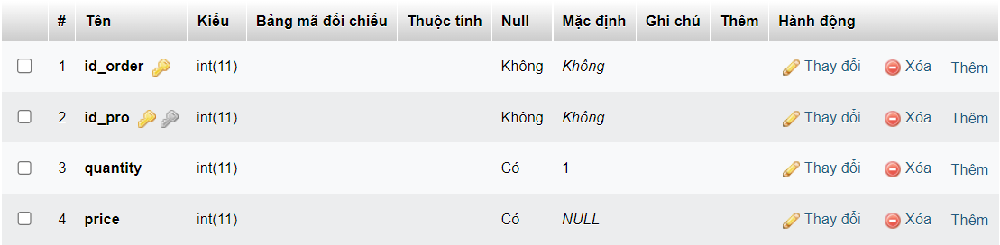 # Tên Kiểu Bảng mã đối chiếu Thuộc tính Null Mặc định Ghi chú Thêm Hành động
1 id_order int(11) Không Không Thay đổi Xóa Thêm
2 id_pro int(11) Không Không Thay đổi Xóa Thêm
3 quantity int(11) Có 1 Thay đổi Xóa Thêm
4 price int(11) Có NULL Thay đổi Xóa Thêm